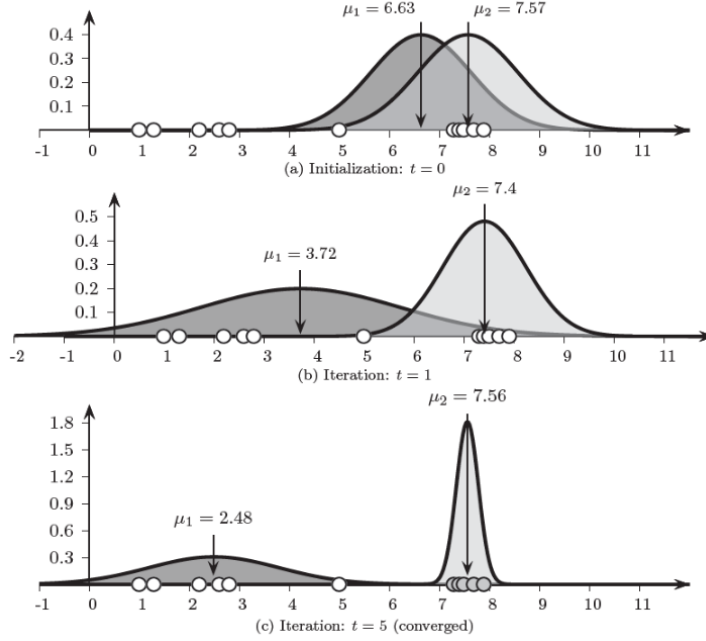 μ₁ = 6.63 μ₂ = 7.57
0.4
0.3
0.2
0.1
-1 0 1 2 3 4 5 6 7 8 9 10 11
(a) Initialization: t = 0
μ₂ = 7.4
0.5
0.4
μ₁ = 3.72
0.3
0.2
0.1
-2 -1 0 1 2 3 4 5 6 7 8 9 10 11
(b) Iteration: t = 1
μ₂ = 7.56
1.8
1.5
1.2
0.9
μ₁ = 2.48
0.6
0.3
-1 0 1 2 3 4 5 6 7 8 9 10 11
(c) Iteration: t = 5 (converged)